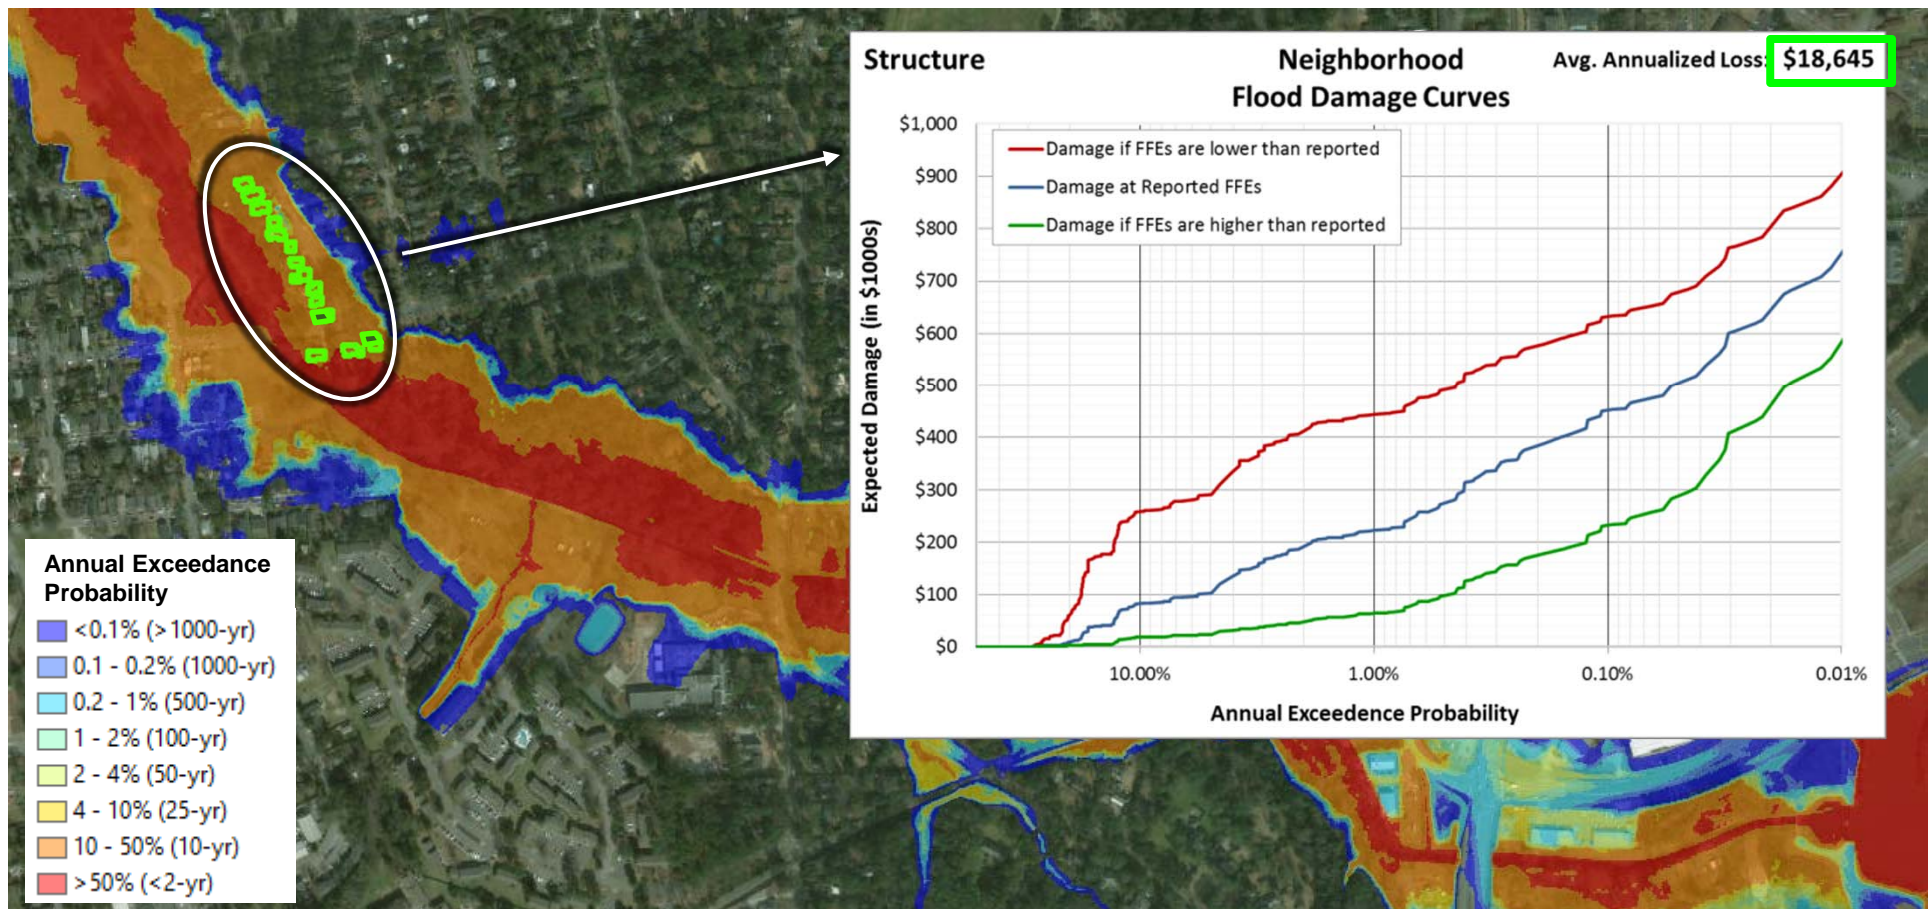 Structure
Neighborhood
Flood Damage Curves
Avg. Annualized Loss: $18,645
$1,000
$900
$800
$700
$600
$500
$400
$300
$200
$100
$0
Expected Damage (in $1000s)
Damage if FFEs are lower than reported
Damage at Reported FFEs
Damage if FFEs are higher than reported
10.00% 1.00% 0.10% 0.01%
Annual Exceedence Probability
Annual Exceedance
Probability
<0.1% (>1000-yr)
0.1 - 0.2% (1000-yr)
0.2 - 1% (500-yr)
1 - 2% (100-yr)
2 - 4% (50-yr)
4 - 10% (25-yr)
10 - 50% (10-yr)
>50% (<2-yr)